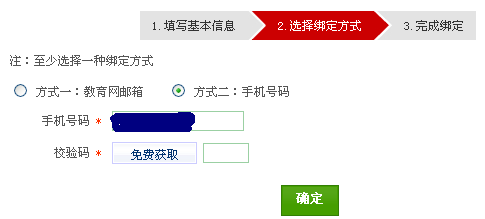 1. 填写基本信息 2. 选择绑定方式 3. 完成绑定
注：至少选择一种绑定方式
方式一：教育网邮箱 方式二：手机号码
手机号码 *
校验码 * 免费获取
确定